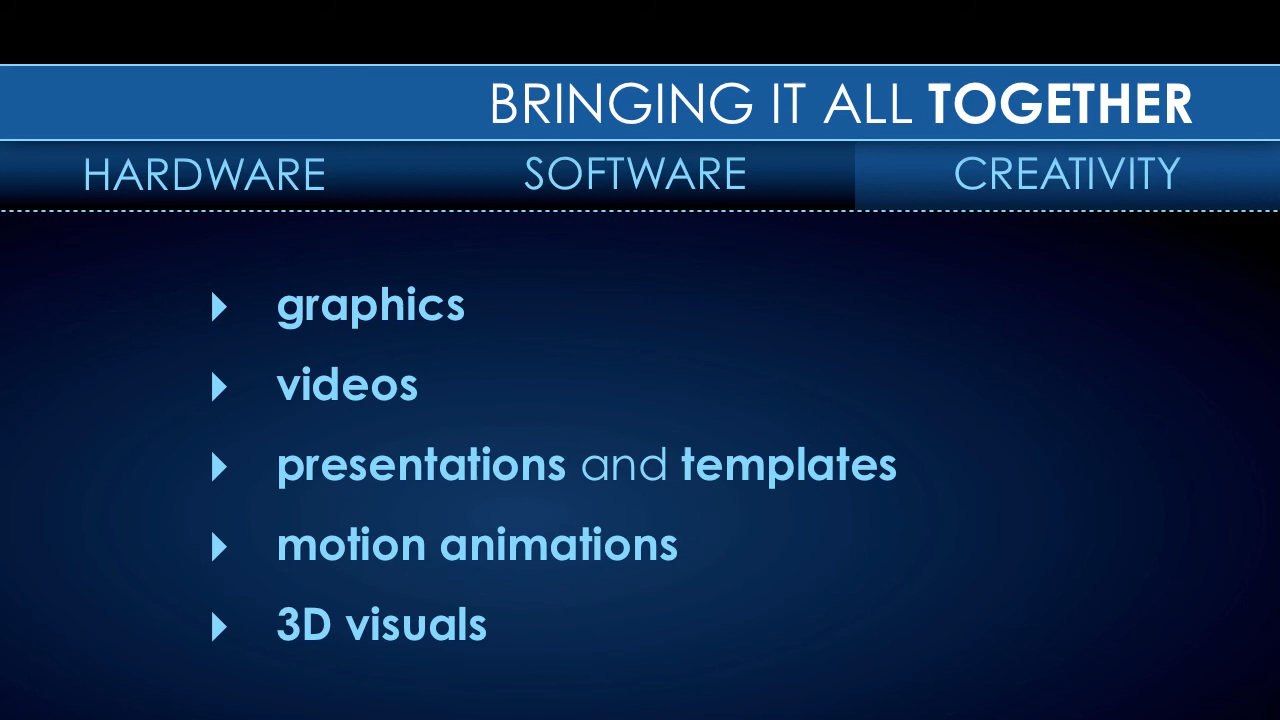 BRINGING IT ALL TOGETHER
HARDWARE SOFTWARE CREATIVITY
graphics
videos
presentations and templates
motion animations
3D visuals